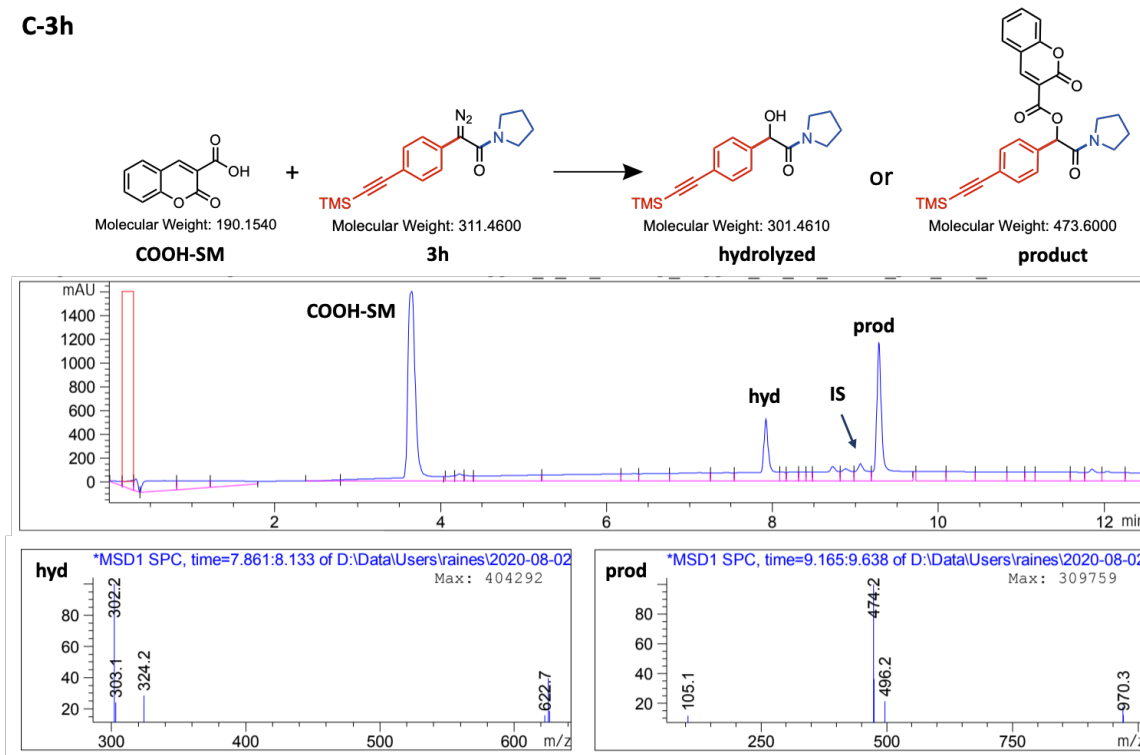 C-3h
O
O
O
O
N2
OH
O
N
N
O
N
O
OH
+
O
O
O
O
or
O
TMS
TMS
TMS
Molecular Weight: 190.1540
Molecular Weight: 311.4600
Molecular Weight: 301.4610
Molecular Weight: 473.6000
COOH-SM
3h
hydrolyzed
product
mAU
COOH-SM
prod
hyd
IS
1400
1200
1000
800
600
400
200
0
2
4
6
8
10
12
min
hyd
*MSD1 SPC, time=7.861:8.133 of D:\Data\Users\raines\2020-08-02
Max: 404292
302.2
303.1
324.2
622.7
80
60
40
20
300
400
500
600
m/z
prod
*MSD1 SPC, time=9.165:9.638 of D:\Data\Users\raines\2020-08-02
Max: 309759
474.2
105.1
496.2
970.3
80
60
40
20
250
500
750
m/z